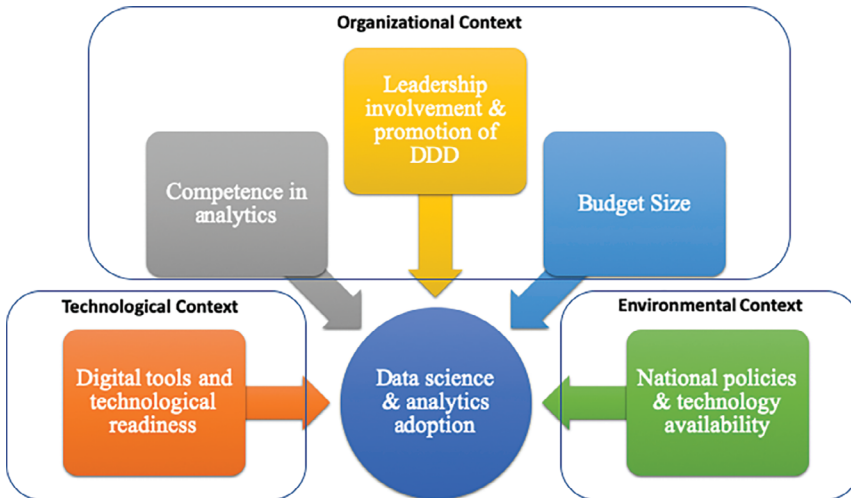 Organizational Context
Leadership
involvement &
promotion of
DDD
Competence in
analytics
Budget Size
Technological Context
Digital tools and
technological
readiness
Data science
& analytics
adoption
Environmental Context
National policies
& technology
availability